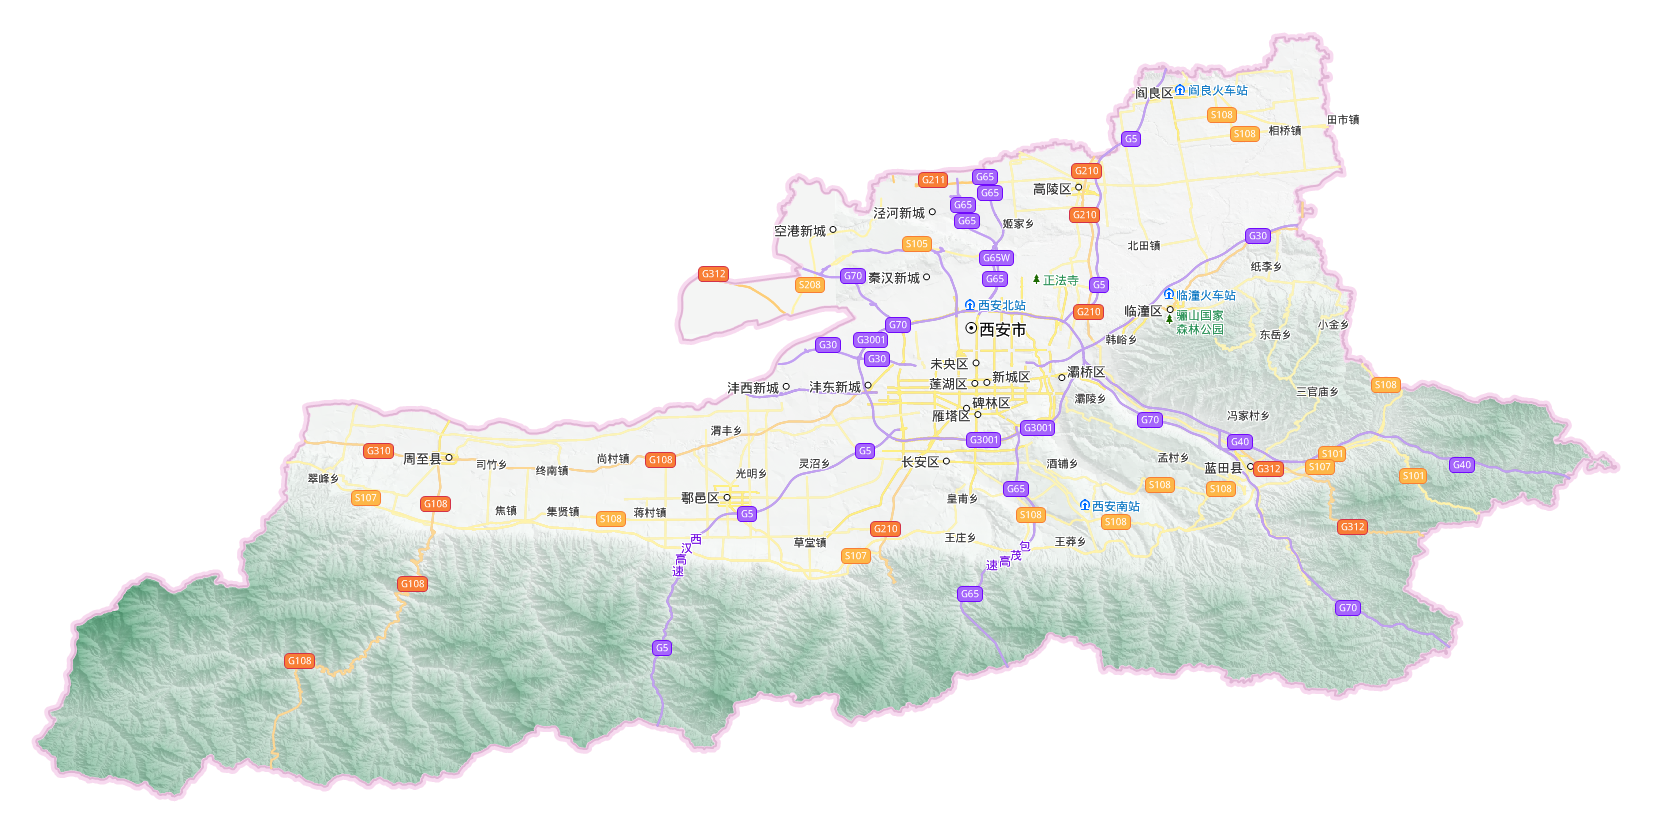 阎良区
阎良火车站
S108
S108
相桥镇
田市镇
G5
G211
G65
G65
G65
G65
G210
高陵区
G210
泾河新城
姬家乡
空港新城
S105
G65W
北田镇
G30
纸李乡
G312
S208
G70
秦汉新城
G65
正法寺
G5
西安北站
临潼火车站
临潼区
骊山国家
森林公园
G210
G70
西安市
小金乡
东岳乡
韩峪乡
G30
G3001
G30
未央区
莲湖区
新城区
灞桥区
沣西新城
沣东新城
S108
三官庙乡
碑林区
雁塔区
灞陵乡
冯家村乡
G70
渭丰乡
G3001
G3001
G40
G310
周至县
司竹乡
终南镇
尚村镇
G108
光明乡
灵沼乡
G5
长安区
酒铺乡
孟村乡
蓝田县
G312
S107
S101
G40
S101
翠峰乡
S107
G108
焦镇
集贤镇
S108
蒋村镇
鄠邑区
G5
皇甫乡
G65
S108
S108
S108
西安南站
S108
G312
草堂镇
G210
S107
王庄乡
王莽乡
西汉高速
包茂高速
G108
G65
G70
G108
G5